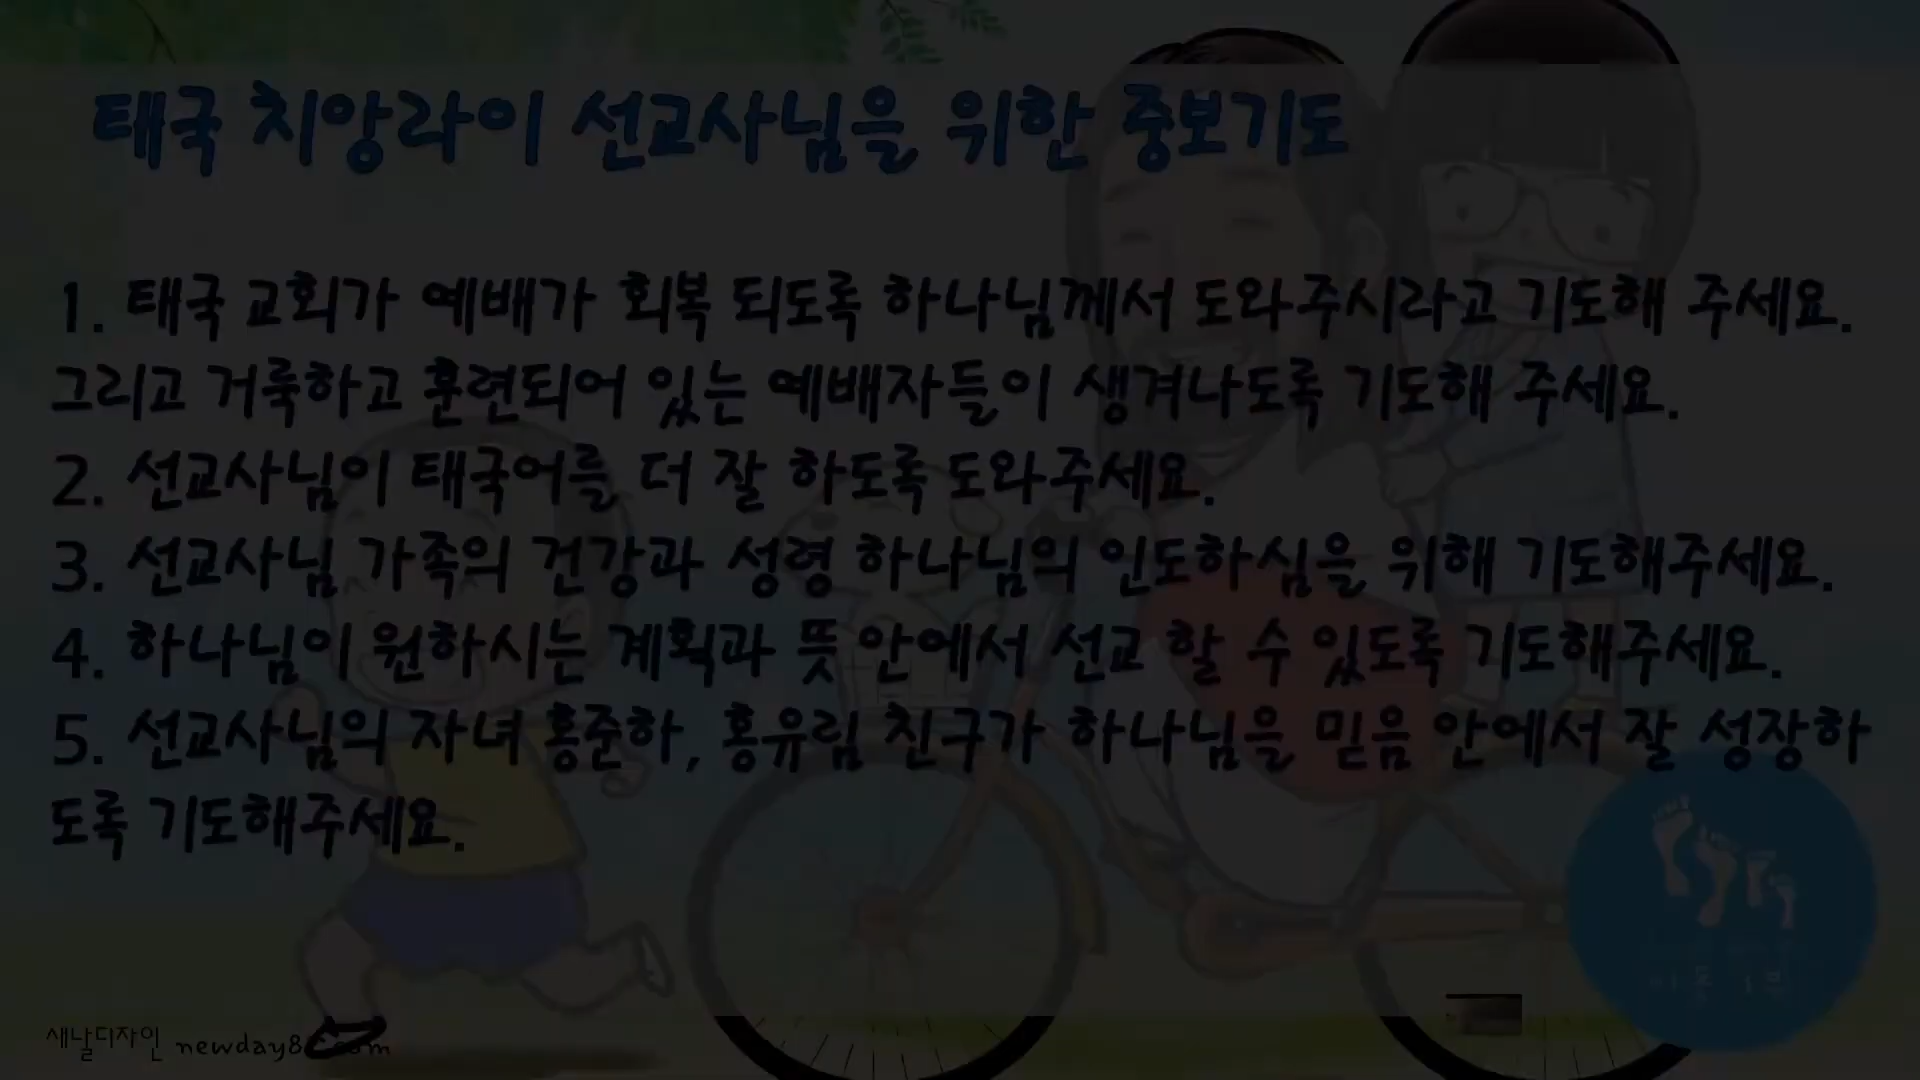 태국 치앙라이 선교사님을 위한 중보기도
1. 태국 교회가 예배가 회복 되도록 하나님께서 도와주시라고 기도해 주세요.
그리고 거룩하고 훈련되어 있는 예배자들이 생겨나도록 기도해 주세요.
2. 선교사님이 태국어를 더 잘 하도록 도와주세요.
3. 선교사님 가족의 건강과 성령 하나님의 인도하심을 위해 기도해주세요.
4. 하나님이 원하시는 계획과 뜻 안에서 선교 할 수 있도록 기도해주세요.
5. 선교사님의 자녀 홍준하, 홍유림 친구가 하나님을 믿음 안에서 잘 성장하
도록 기도해주세요.
아동 1부
새날디자인